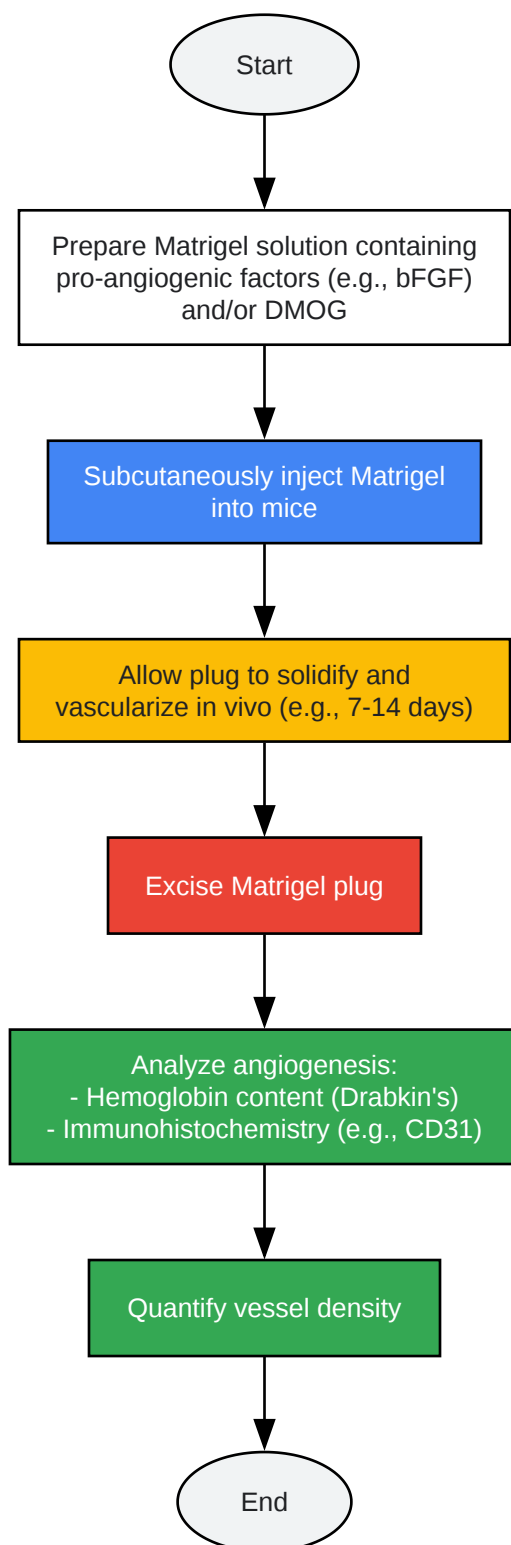 Start
Prepare Matrigel solution containing
pro-angiogenic factors (e.g., bFGF)
and/or DMOG
Subcutaneously inject Matrigel
into mice
Allow plug to solidify and
vascularize in vivo (e.g., 7-14 days)
Excise Matrigel plug
Analyze angiogenesis:
- Hemoglobin content (Drabkin's)
- Immunohistochemistry (e.g., CD31)
Quantify vessel density
End